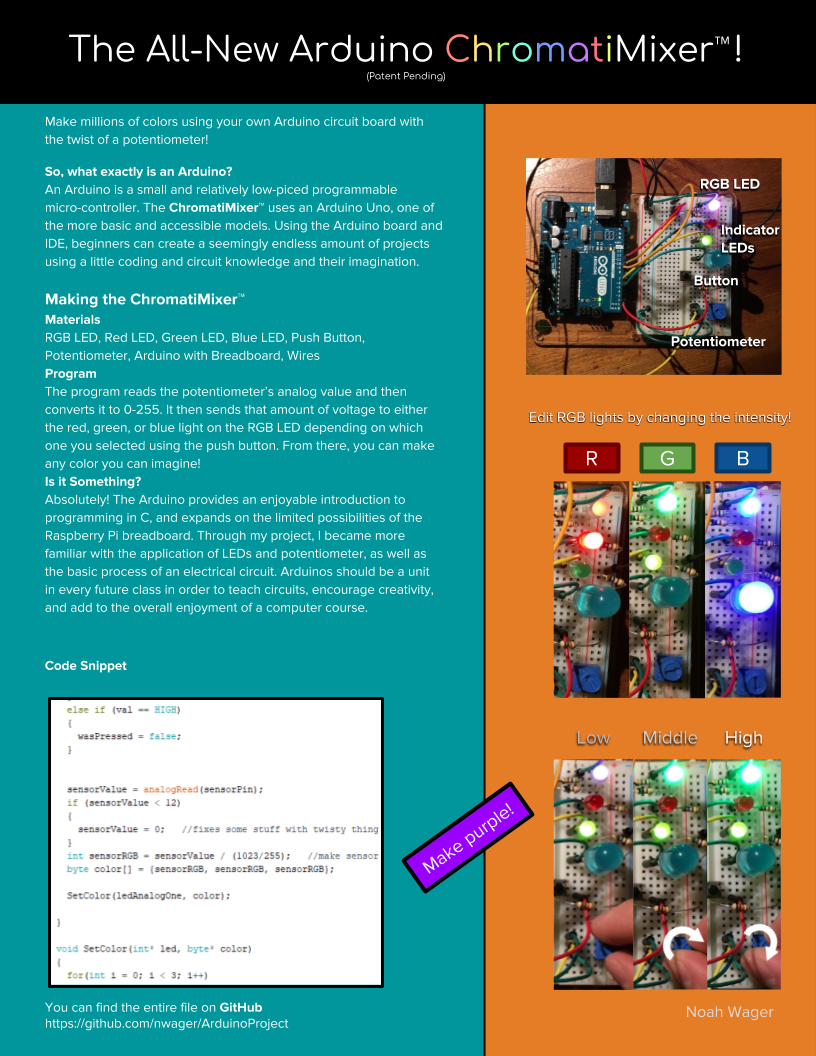 The All-New Arduino ChromatiMixer™!
(Patent Pending)
Make millions of colors using your own Arduino circuit board with
the twist of a potentiometer!
So, what exactly is an Arduino?
An Arduino is a small and relatively low-piced programmable
micro-controller. The ChromatiMixer™ uses an Arduino Uno, one of
the more basic and accessible models. Using the Arduino board and
IDE, beginners can create a seemingly endless amount of projects
using a little coding and circuit knowledge and their imagination.
Making the ChromatiMixer™
Materials
RGB LED, Red LED, Green LED, Blue LED, Push Button,
Potentiometer, Arduino with Breadboard, Wires
Program
The program reads the potentiometer's analog value and then
converts it to 0-255. It then sends that amount of voltage to either
the red, green, or blue light on the RGB LED depending on which
one you selected using the push button. From there, you can make
any color you can imagine!
Is it Something?
Absolutely! The Arduino provides an enjoyable introduction to
programming in C, and expands on the limited possibilities of the
Raspberry Pi breadboard. Through my project, I became more
familiar with the application of LEDs and potentiometer, as well as
the basic process of an electrical circuit. Arduinos should be a unit
in every future class in order to teach circuits, encourage creativity,
and add to the overall enjoyment of a computer course.
Code Snippet
else if (val == HIGH)
{
wasPressed = false;
}
sensorValue = analogRead(sensorPin);
if (sensorValue < 12)
{
sensorValue = 0; //fixes some stuff with twisty thing
}
int sensorRGB = sensorValue / (1023/255); //make sensor
byte color[] = {sensorRGB, sensorRGB, sensorRGB};
SetColor(ledAnalogOne, color);
}
void SetColor(int* led, byte* color)
{
for(int i = 0; i < 3; i++)
You can find the entire file on GitHub
https://github.com/nwager/ArduinoProject
Make purple!
RGB LED
Indicator
LEDs
Button
Potentiometer
Edit RGB lights by changing the intensity!
R G B
Low Middle High
Noah Wager